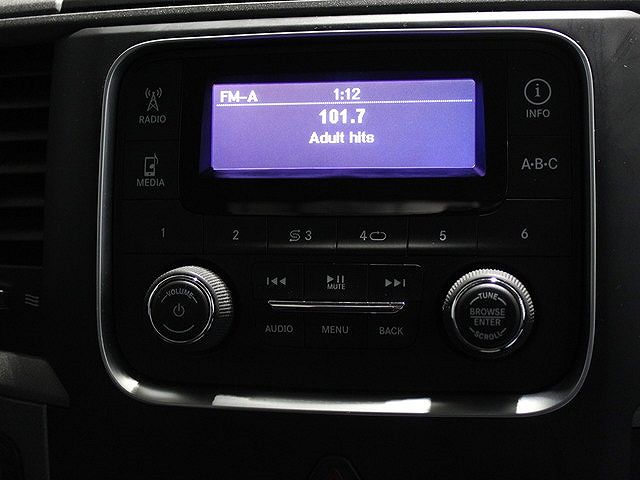 FM-A 1:12
101.7
Adult hits
RADIO
INFO
MEDIA
A·B·C
1 2 3 4 5 6
MUTE
VOLUME
TUNE
BROWSE
ENTER
SCROLL
AUDIO MENU BACK